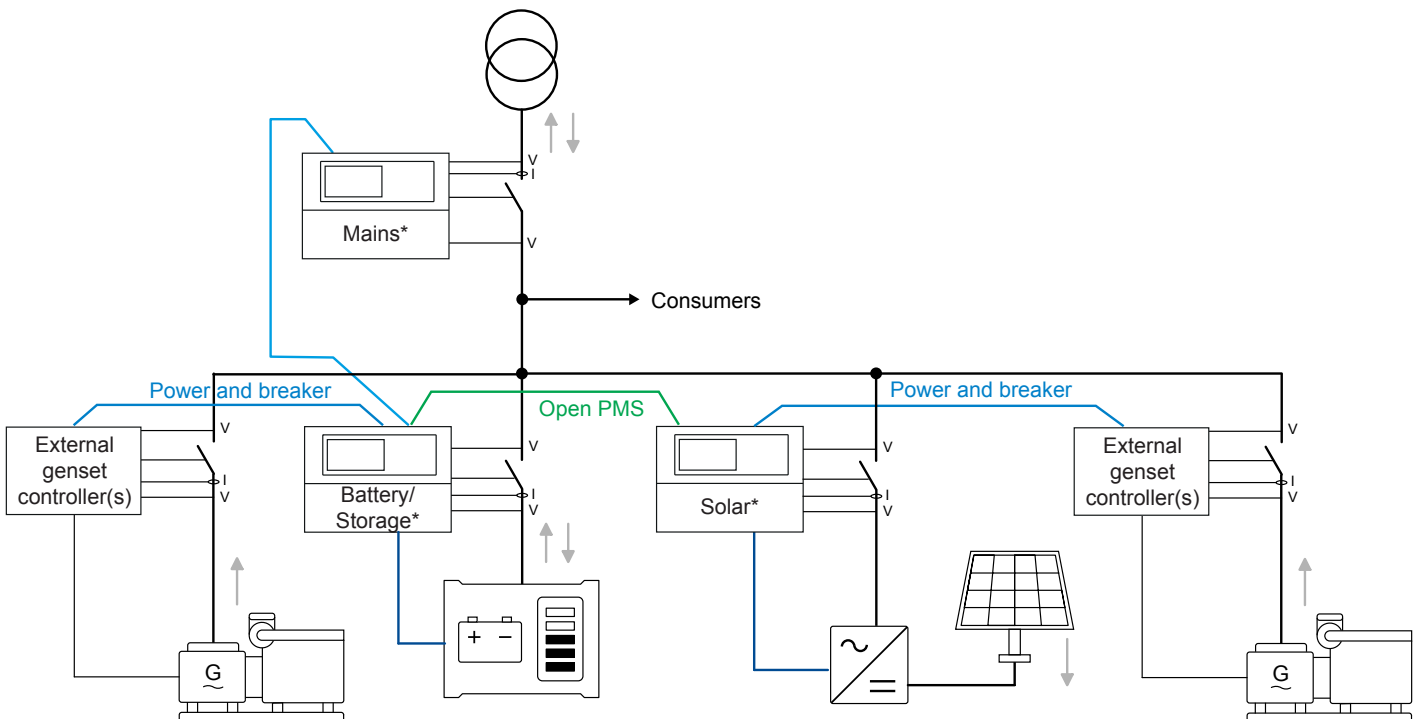 V
I
Mains*
V
Consumers
Power and breaker
Open PMS
Power and breaker
External
genset
controller(s)
V
I
V
Battery/
Storage*
V
I
V
Solar*
V
I
V
External
genset
controller(s)
V
I
V
+ −
G
~
~
=
G
~